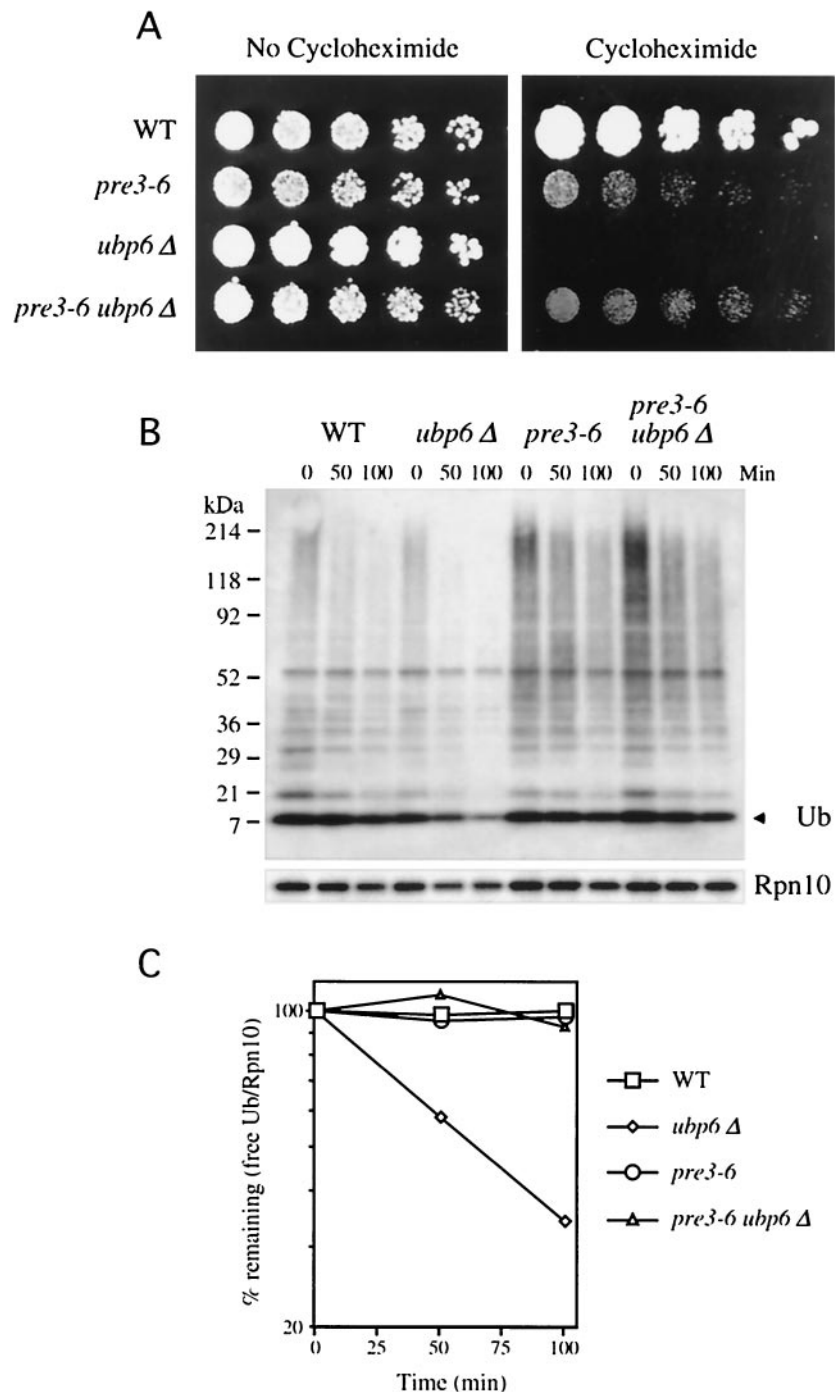 A
No Cycloheximide Cycloheximide
WT
pre3-6
ubp6 Δ
pre3-6 ubp6 Δ
B
WT ubp6 Δ pre3-6 pre3-6 ubp6 Δ
0 50 100 0 50 100 0 50 100 0 50 100 Min
kDa
214
118
92
52
36
29
21
7
Ub
Rpn10
C
% remaining (free Ub/Rpn10)
100
20
0 25 50 75 100
Time (min)
WT
ubp6 Δ
pre3-6
pre3-6 ubp6 Δ